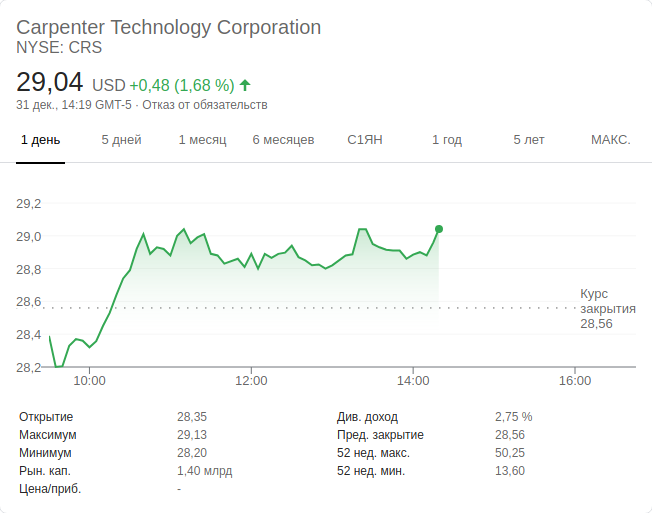 Carpenter Technology Corporation
NYSE: CRS
29,04 USD +0,48 (1,68 %)
31 дек., 14:19 GMT-5 · Отказ от обязательств
1 день 5 дней 1 месяц 6 месяцев С1ЯН 1 год 5 лет МАКС.
29,2
29,0
28,8
28,6
28,4
28,2
Курс
закрытия
28,56
10:00 12:00 14:00 16:00
Открытие 28,35 Див. доход 2,75 %
Максимум 29,13 Пред. закрытие 28,56
Минимум 28,20 52 нед. макс. 50,25
Рын. кап. 1,40 млрд 52 нед. мин. 13,60
Цена/приб. -